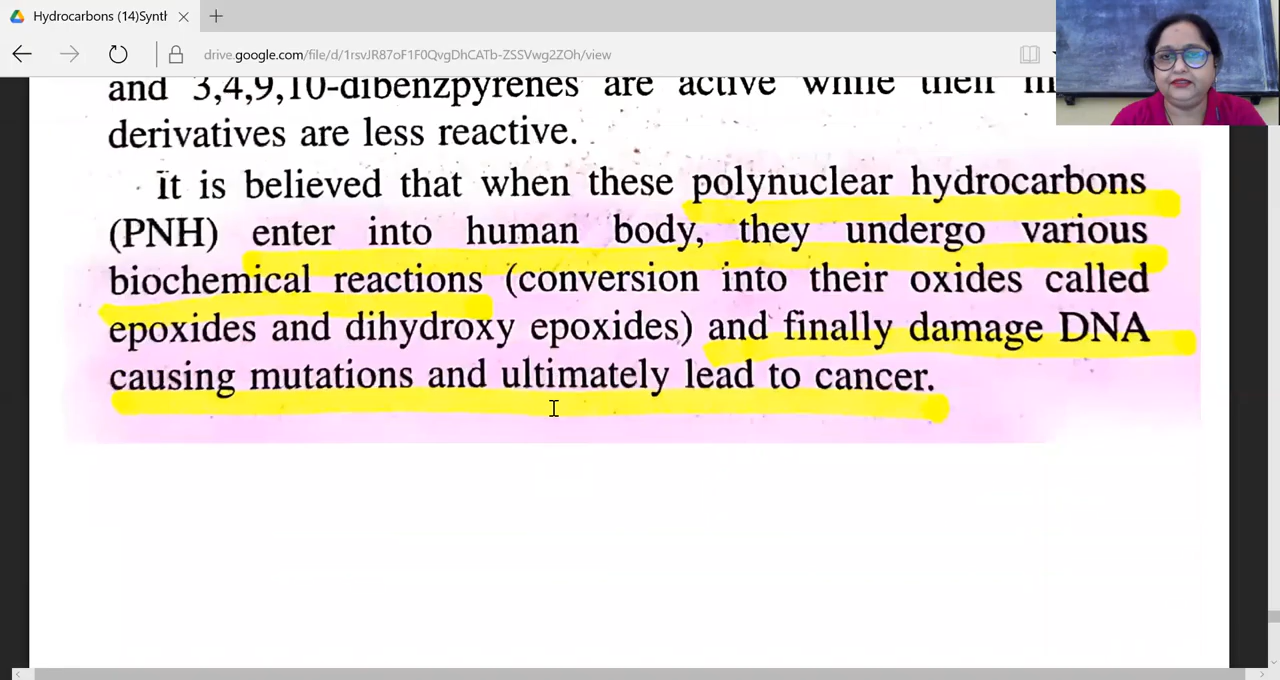 Hydrocarbons (14)Synth
drive.google.com/file/d/1rsvJR87oF1F0QvgDhCATb-ZSSVwg2ZOh/view
and 3,4,9,10-dibenzpyrenes are active while their
derivatives are less reactive.
It is believed that when these polynuclear hydrocarbons
(PNH) enter into human body, they undergo various
biochemical reactions (conversion into their oxides called
epoxides and dihydroxy epoxides) and finally damage DNA
causing mutations and ultimately lead to cancer.